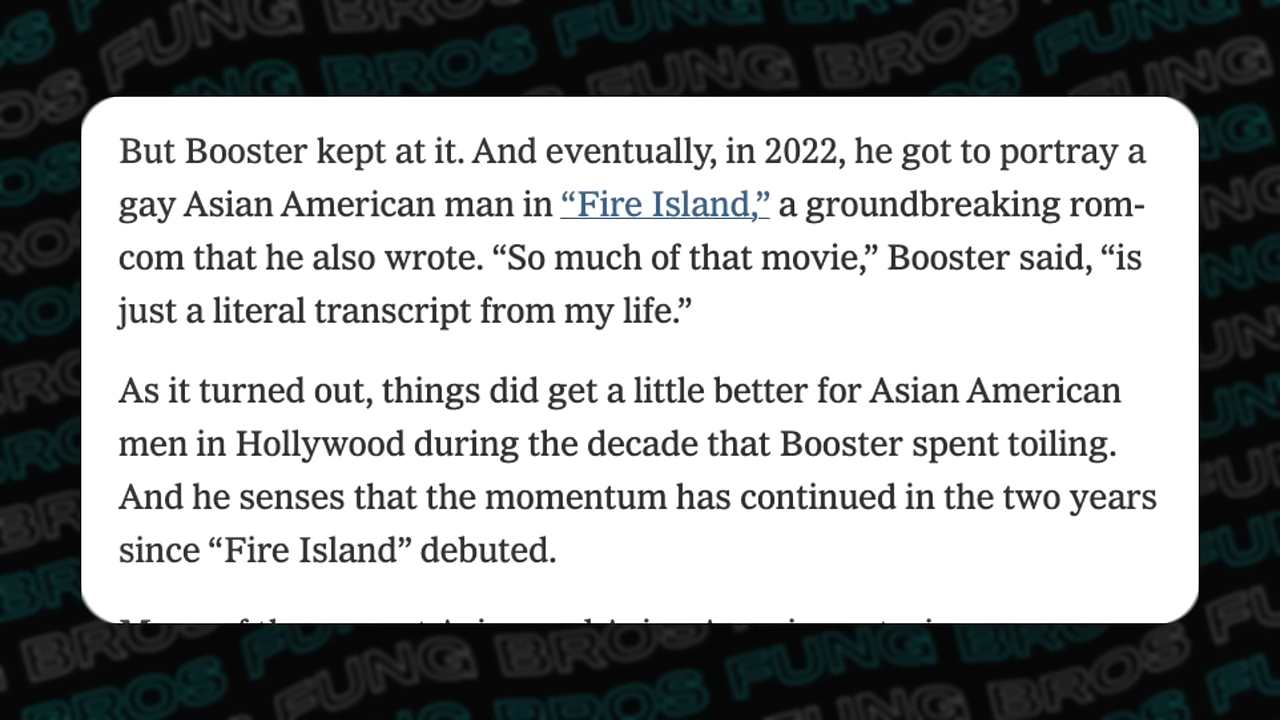 But Booster kept at it. And eventually, in 2022, he got to portray a
gay Asian American man in “Fire Island,” a groundbreaking rom-
com that he also wrote. “So much of that movie,” Booster said, “is
just a literal transcript from my life.”
As it turned out, things did get a little better for Asian American
men in Hollywood during the decade that Booster spent toiling.
And he senses that the momentum has continued in the two years
since “Fire Island” debuted.
FUNG BROS FUNG BROS FUNG